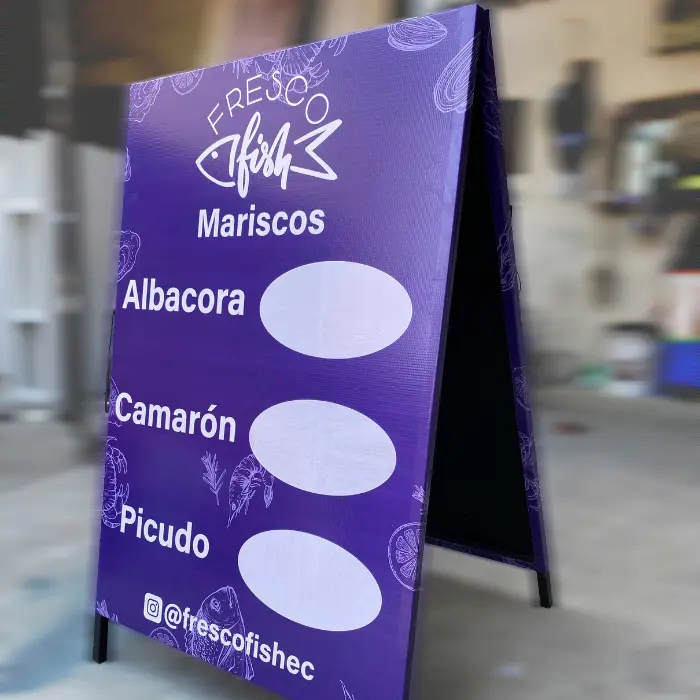 FRESCO
fish
Mariscos
Albacora
Camarón
Picudo
@frescofishec